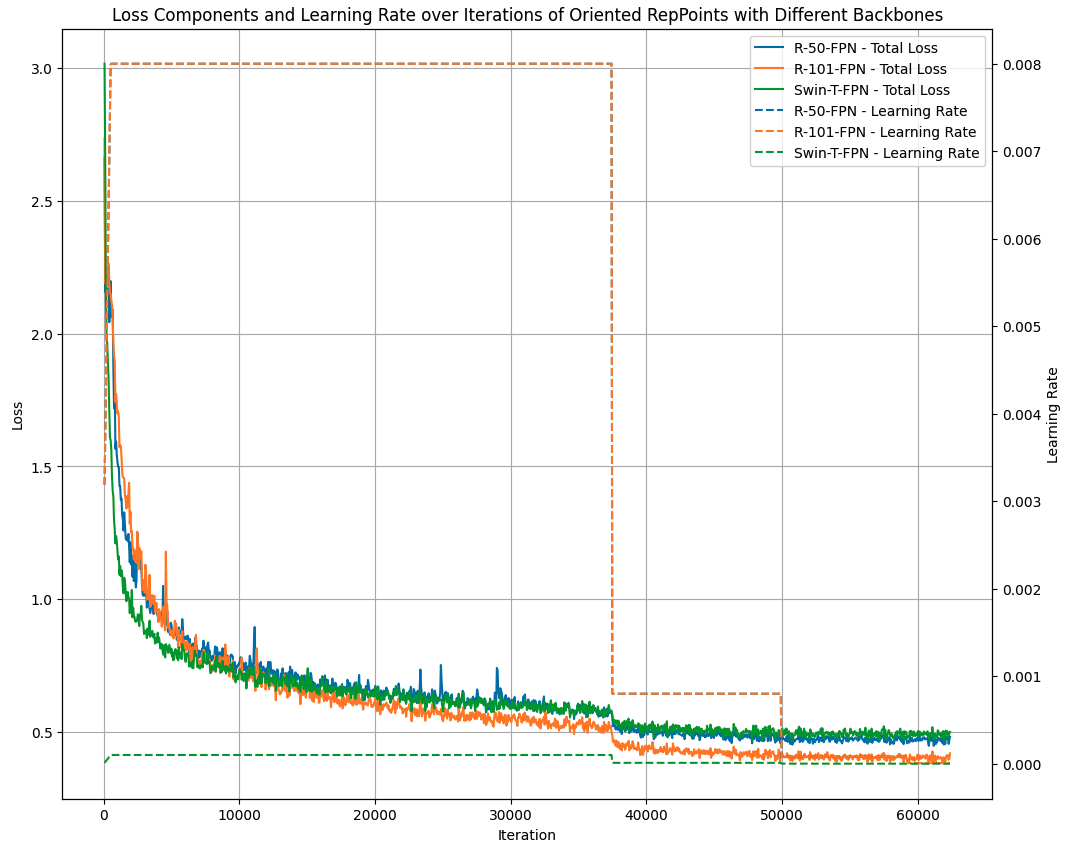 Loss Components and Learning Rate over Iterations of Oriented RepPoints with Different Backbones
R-50-FPN - Total Loss
R-101-FPN - Total Loss
Swin-T-FPN - Total Loss
R-50-FPN - Learning Rate
R-101-FPN - Learning Rate
Swin-T-FPN - Learning Rate
Loss
3.0
2.5
2.0
1.5
1.0
0.5
0.008
0.007
0.006
0.005
0.004
0.003
0.002
0.001
0.000
Learning Rate
0 10000 20000 30000 40000 50000 60000
Iteration